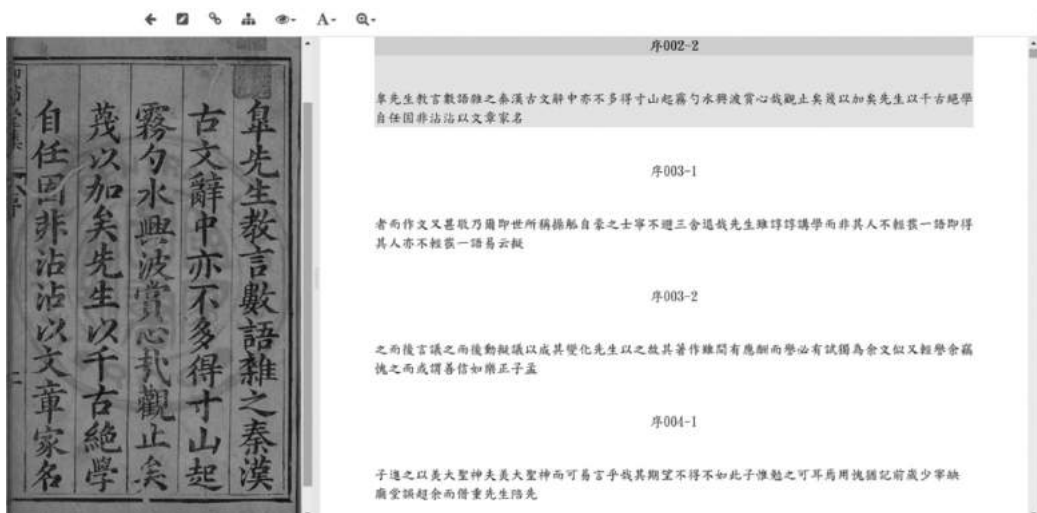 A
皐先生教言數語雜之秦漢
古文辭中亦不多得寸山起
霧勺水興波賞心哉觀止矣
蔑以加矣先生以千古絕學
自任固非沾沾以文章家名
序002-2
皐先生教言數語雜之秦漢古文辭中亦不多得寸山起霧勺水興波賞心哉觀止矣蔑以加矣先生以千古絕學
自任固非沾沾以文章家名
序003-1
者而作文又甚敬乃爾即世所稱操觚自豪之士寧不避三舍退哉先生雖諄諄講學而非其人不輕發一語即得
其人亦不輕發一語易云擬
序003-2
之而後言議之而後動擬議以成其變化先生以之故其著作雖間有應酬而譽必有試獨為余文似又輕譽余竊
愧之而或謂善信如樂正子孟
序004-1
子進之以美大聖神夫美大聖神而可易言乎哉其期望不得不如此子惟勉之可耳焉用愧猶記前歲少宰缺
廟堂誤超余而借重先生陪先